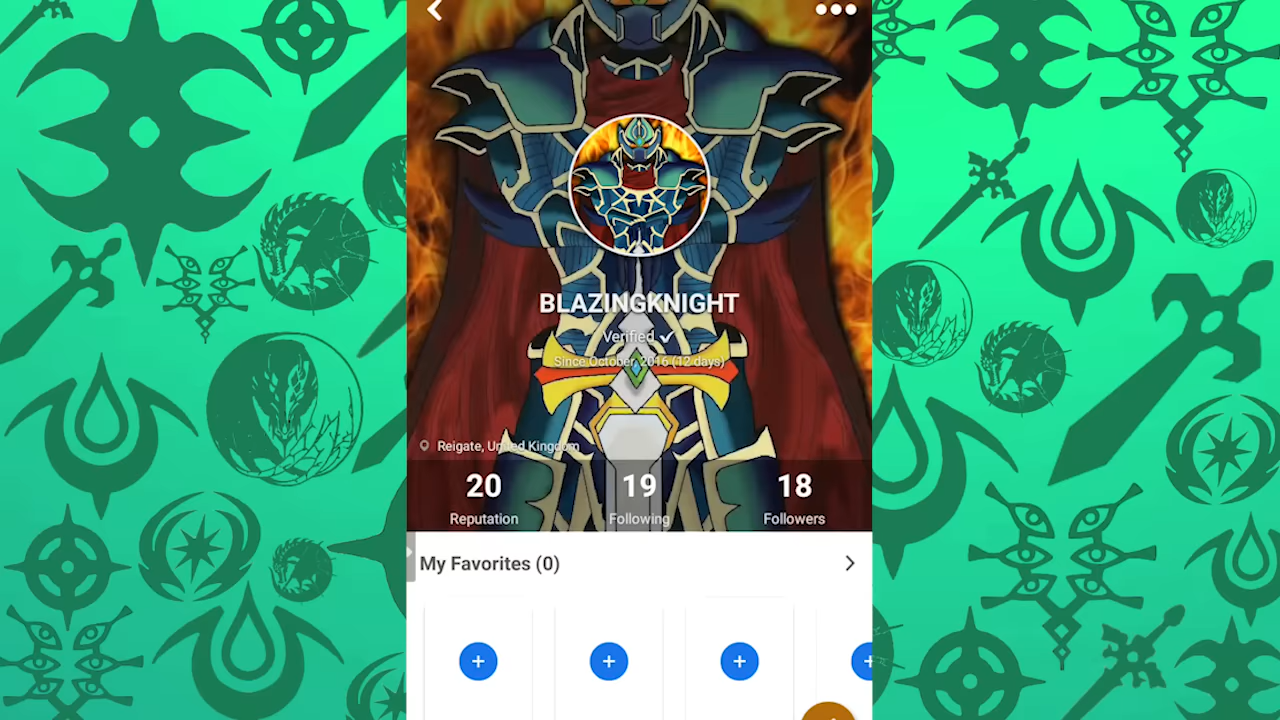 BLAZINGKNIGHT
Verified
Since October, 2016 (12 days)
Reigate, United Kingdom
20 19 18
Reputation Following Followers
My Favorites (0)